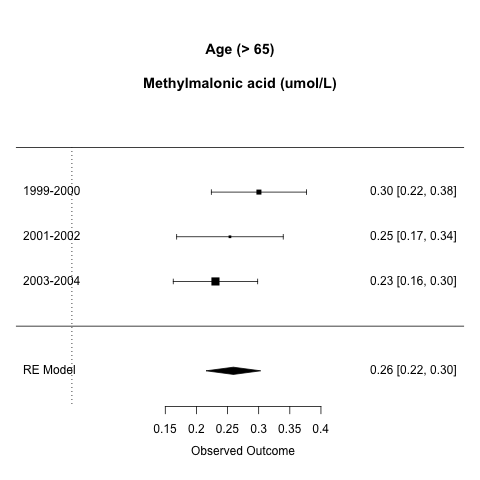 Age (> 65)
Methylmalonic acid (umol/L)
1999-2000 0.30 [0.22, 0.38]
2001-2002 0.25 [0.17, 0.34]
2003-2004 0.23 [0.16, 0.30]
RE Model 0.26 [0.22, 0.30]
0.15 0.2 0.25 0.3 0.35 0.4
Observed Outcome